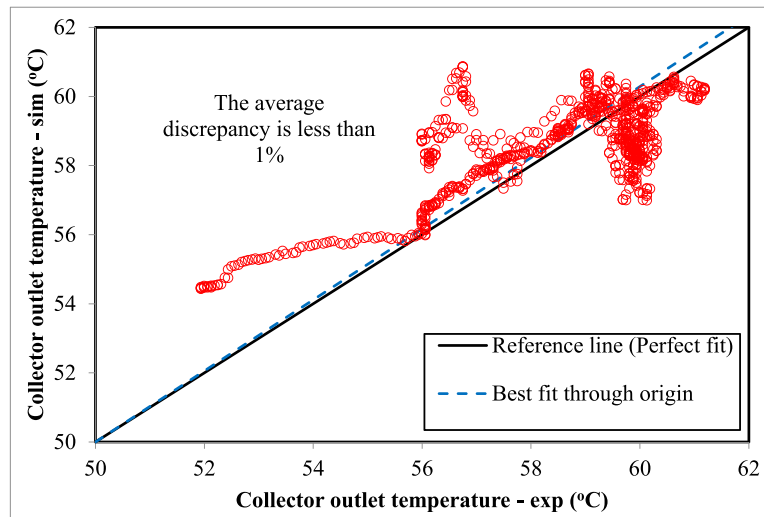 62
60
58
56
54
52
50
Collector outlet temperature - sim (ºC)
The average
discrepancy is less than
1%
Reference line (Perfect fit)
Best fit through origin
50 52 54 56 58 60 62
Collector outlet temperature - exp (ºC)